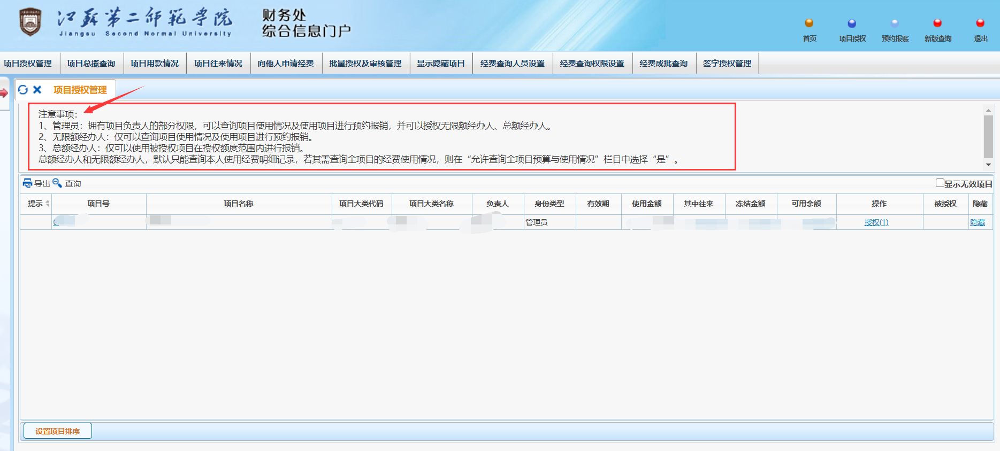 江苏第二师范学院
Jiangsu Second Normal University
财务处
综合信息门户
首页 项目授权 预约报账 新版查询 退出
项目授权管理 项目总揽查询 项目用款情况 项目往来情况 向他人申请经费 批量授权及审核管理 显示隐藏项目 经费查询人员设置 经费查询权限设置 经费成批查询 签字授权管理
项目授权管理
注意事项：
1、管理员：拥有项目负责人的部分权限，可以查询项目使用情况及使用项目进行预约报销，并可以授权无限额经办人、总额经办人。
2、无限额经办人：仅可以查询项目使用情况及使用项目进行预约报销。
3、总额经办人：仅可以使用被授权项目在授权额度范围内进行报销。
总额经办人和无限额经办人，默认只能查询本人使用经费明细记录，若其需查询全项目的经费使用情况，则在“允许查询全项目预算与使用情况”栏目中选择“是”。
导出 查询 显示无效项目
提示 项目号 项目名称 项目大类代码 项目大类名称 负责人 身份类型 有效期 使用金额 其中往来 冻结金额 可用余额 操作 被授权 隐藏
管理员 授权(1) 隐藏
设置项目排序